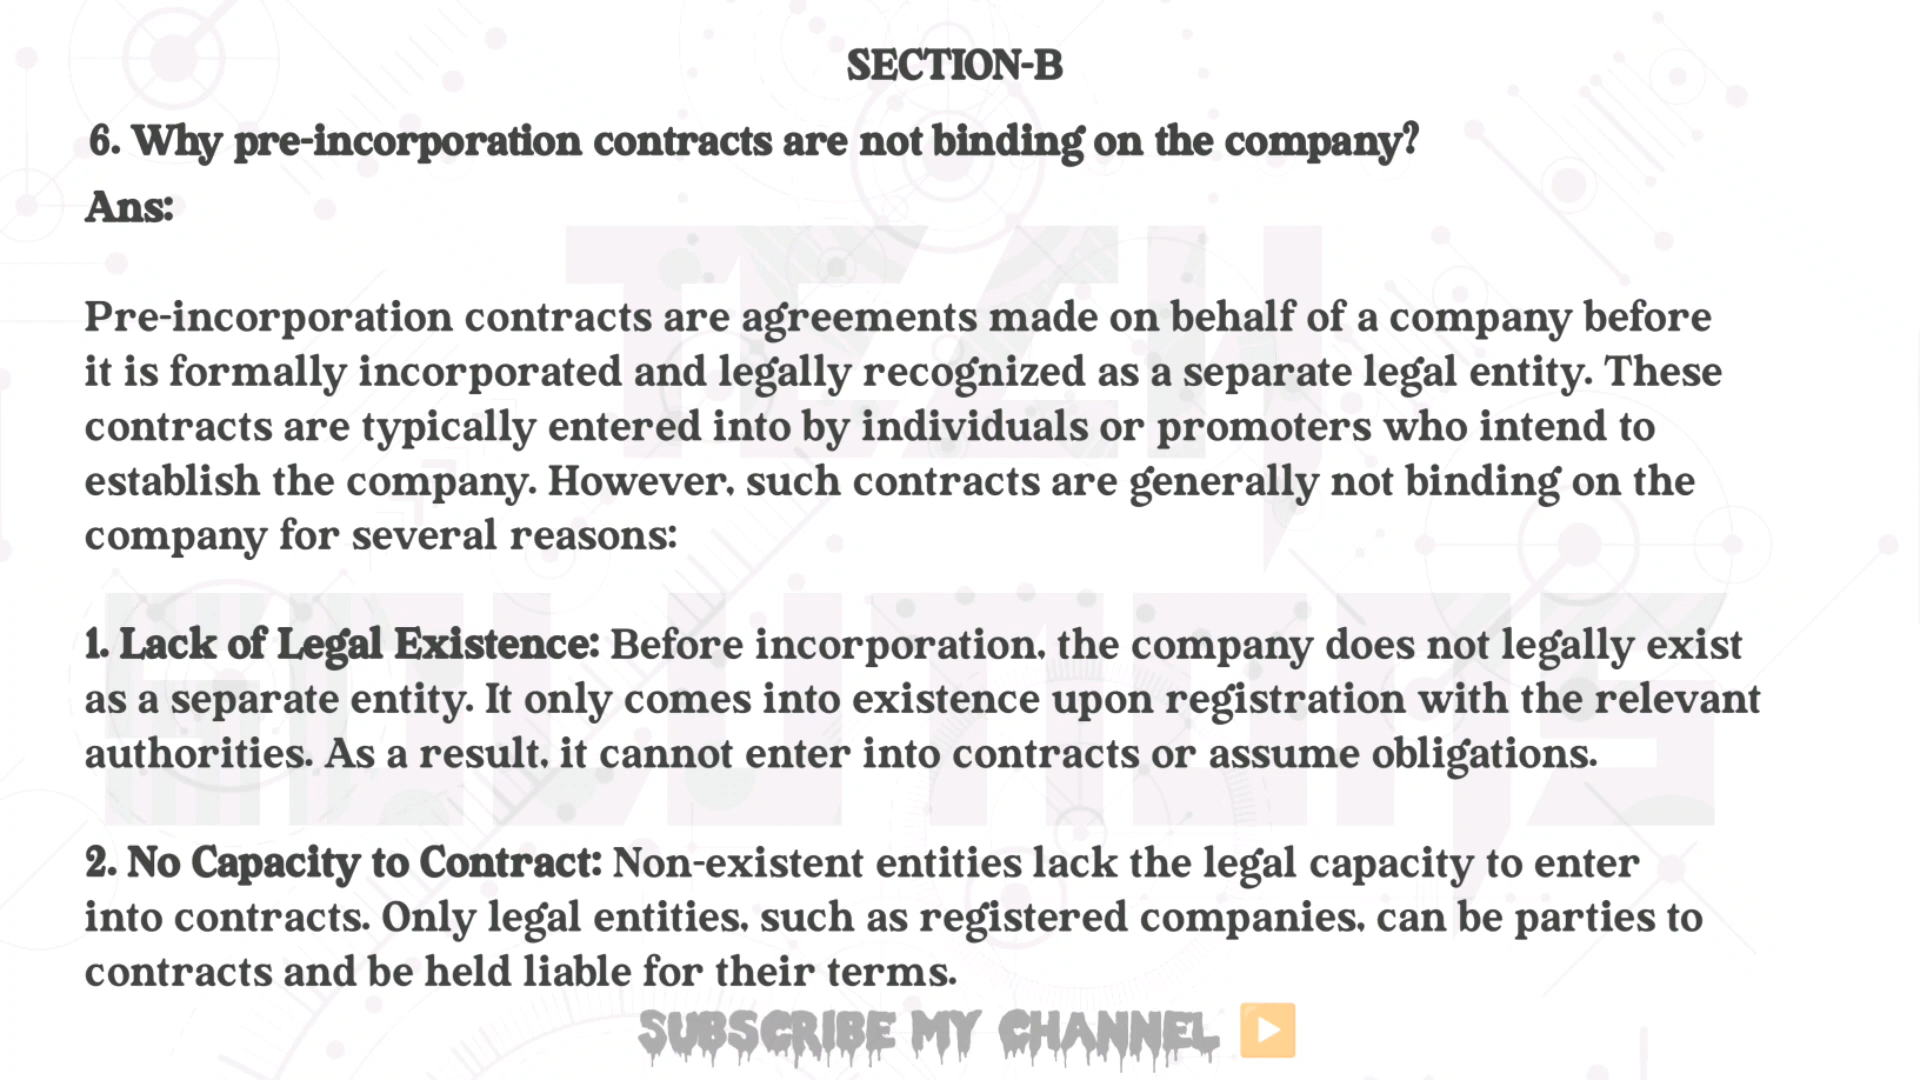 SECTION-B
6. Why pre-incorporation contracts are not binding on the company?
Ans:
Pre-incorporation contracts are agreements made on behalf of a company before
it is formally incorporated and legally recognized as a separate legal entity. These
contracts are typically entered into by individuals or promoters who intend to
establish the company. However, such contracts are generally not binding on the
company for several reasons:
1. Lack of Legal Existence: Before incorporation, the company does not legally exist
as a separate entity. It only comes into existence upon registration with the relevant
authorities. As a result, it cannot enter into contracts or assume obligations.
2. No Capacity to Contract: Non-existent entities lack the legal capacity to enter
into contracts. Only legal entities, such as registered companies, can be parties to
contracts and be held liable for their terms.
SUBSCRIBE MY CHANNEL